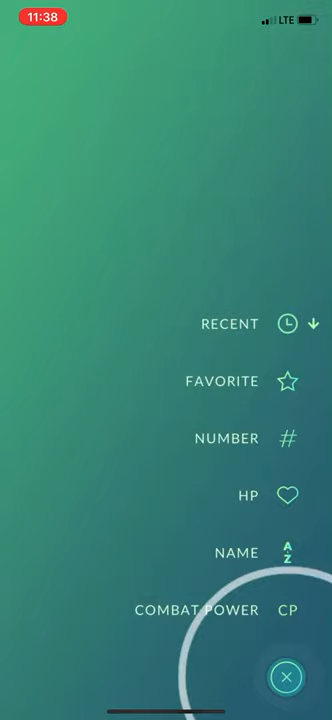 11:38 LTE
RECENT
FAVORITE
NUMBER #
HP
NAME A Z
COMBAT POWER CP